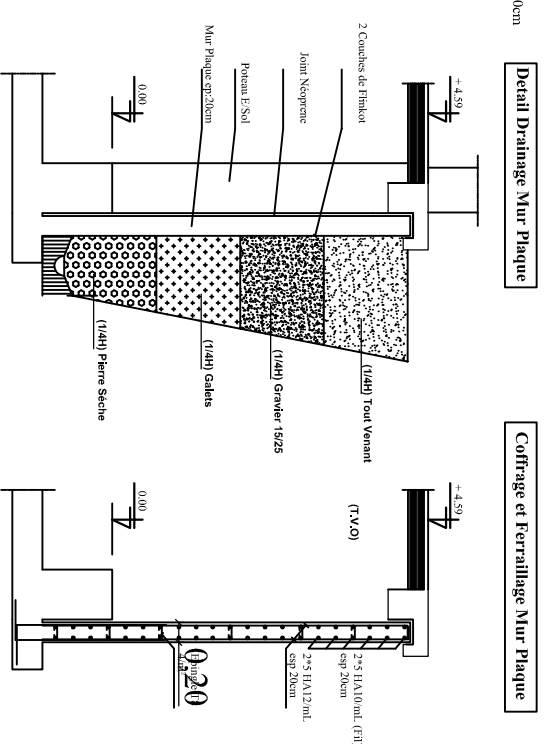 0cm
Detail Drainage Mur Plaque
+ 4.59
0.00
2 Couches de Flinkot
Joint Néoprene
Poteau E/Sol
Mur Plaque ep:20cm
(1/4H) Tout Venant
(1/4H) Gravier 15/25
(1/4H) Galets
(1/4H) Pierre Séche
Coffrage et Ferraillage Mur Plaque
+ 4.59
0.00
(T.V.O)
2*5 HA10/mL (Fil)
esp 20cm
2*5 HA12/mL
esp 20cm
0.20